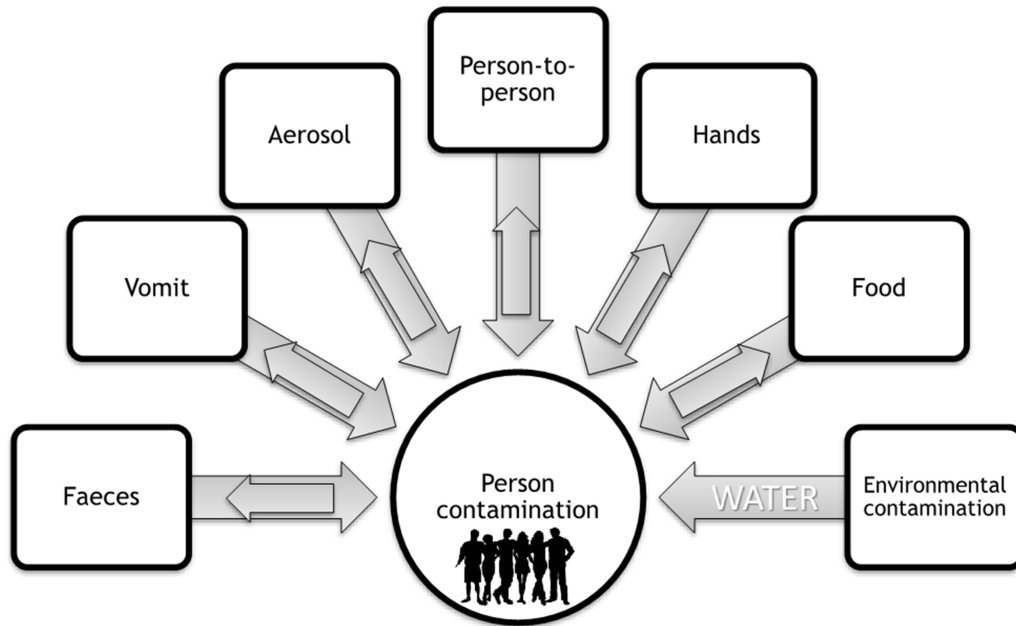 Person-to-
person
Aerosol
Hands
Vomit
Food
Faeces
Person
contamination
WATER
Environmental
contamination